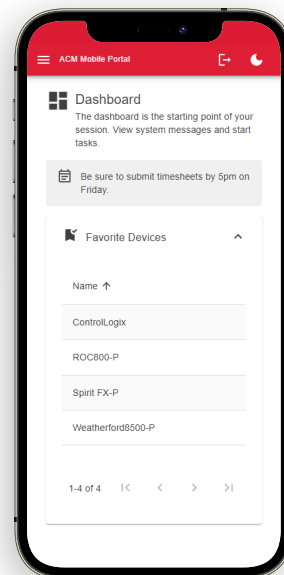 ACM Mobile Portal
Dashboard
The dashboard is the starting point of your
session. View system messages and start
tasks.
Be sure to submit timesheets by 5pm on
Friday.
Favorite Devices
Name
ControlLogix
ROC800-P
Spirit FX-P
Weatherford8500-P
1-4 of 4